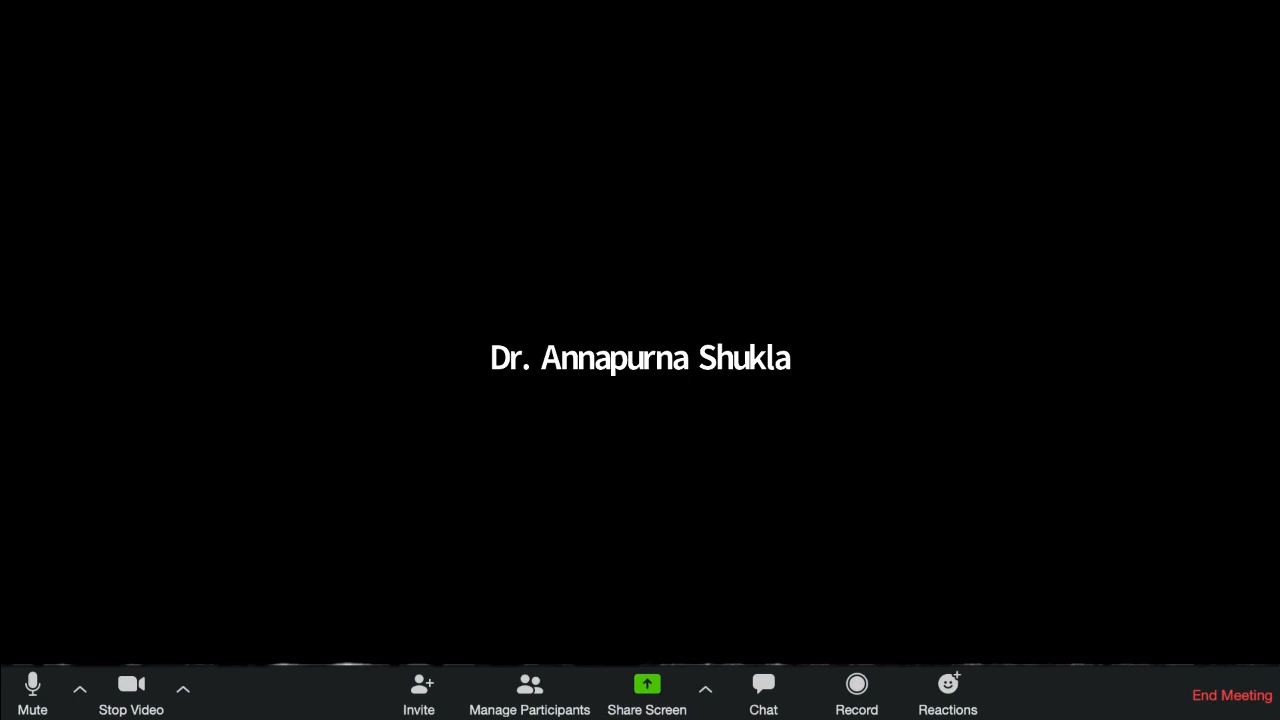 Dr. Annapurna Shukla
Mute
Stop Video
Invite
Manage Participants
Share Screen
Chat
Record
Reactions
End Meeting